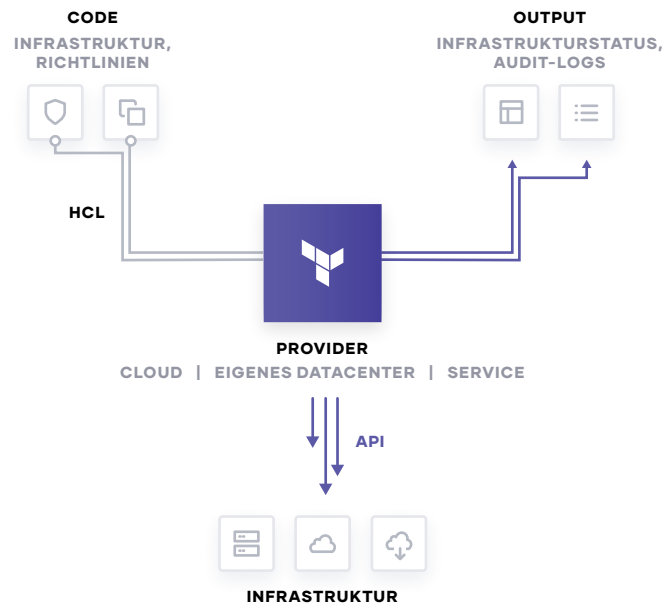 CODE
INFRASTRUKTUR,
RICHTLINIEN
OUTPUT
INFRASTRUKTURSTATUS,
AUDIT-LOGS
HCL
PROVIDER
CLOUD | EIGENES DATACENTER | SERVICE
API
INFRASTRUKTUR